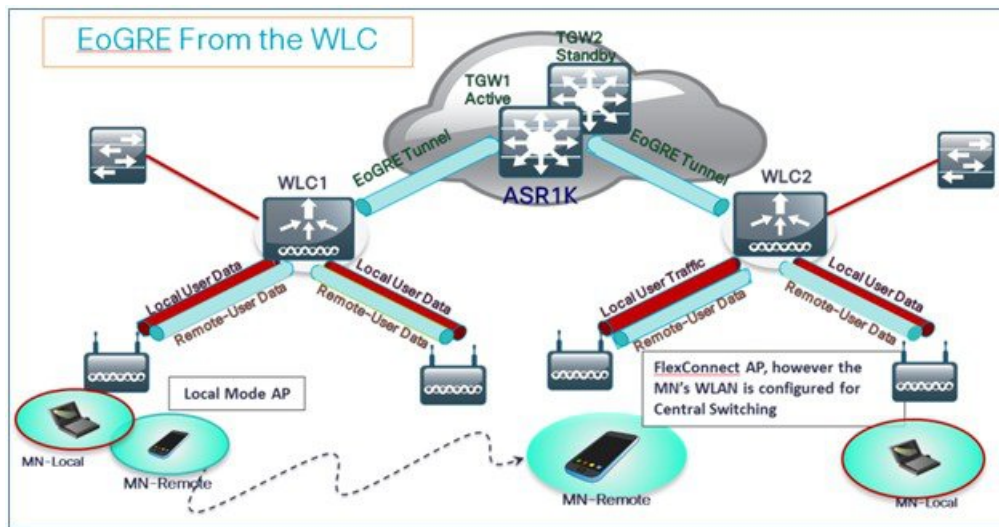 EoGRE From the WLC
TGW2
Standby
TGW1
Active
EoGRE Tunnel
EoGRE Tunnel
ASR1K
WLC1
WLC2
Local User Data
Remote-User Data
Local User Data
Remote-User Data
Local User Traffic
Remote-User Data
Local User Data
Remote-User Data
Local Mode AP
FlexConnect AP, however the
MN's WLAN is configured for
Central Switching
MN-Local
MN-Remote
MN-Remote
MN-Local